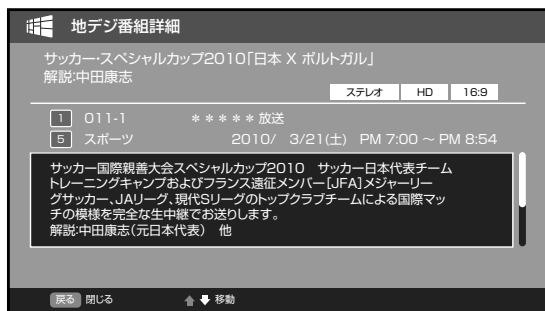 地デジ番組詳細
サッカー・スペシャルカップ2010「日本 X ポルトガル」
解説:中田康志
ステレオ HD 16:9
1 011-1 ＊＊＊＊＊放送
5 スポーツ 2010/ 3/21(土) PM 7:00 ～ PM 8:54
サッカー国際親善大会スペシャルカップ2010 サッカー日本代表チーム
トレーニングキャンプおよびフランス遠征メンバー[JFA]メジャーリー
グサッカー、JAリーグ、現代Sリーグのトップクラブチームによる国際マッ
チの模様を完全な生中継でお送りします。
解説:中田康志(元日本代表) 他
戻る 閉じる 移動